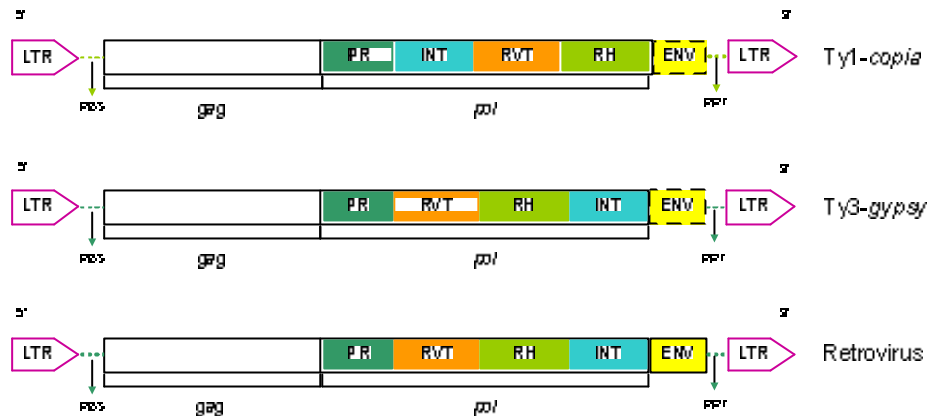 5' 3'
LTR PR INT RVT RH ENV LTR Ty1-copia
PBS PPT
gag pol
5' 3'
LTR PR RVT RH INT ENV LTR Ty3-gypsy
PBS PPT
gag pol
5' 3'
LTR PR RVT RH INT ENV LTR Retrovirus
PBS PPT
gag pol